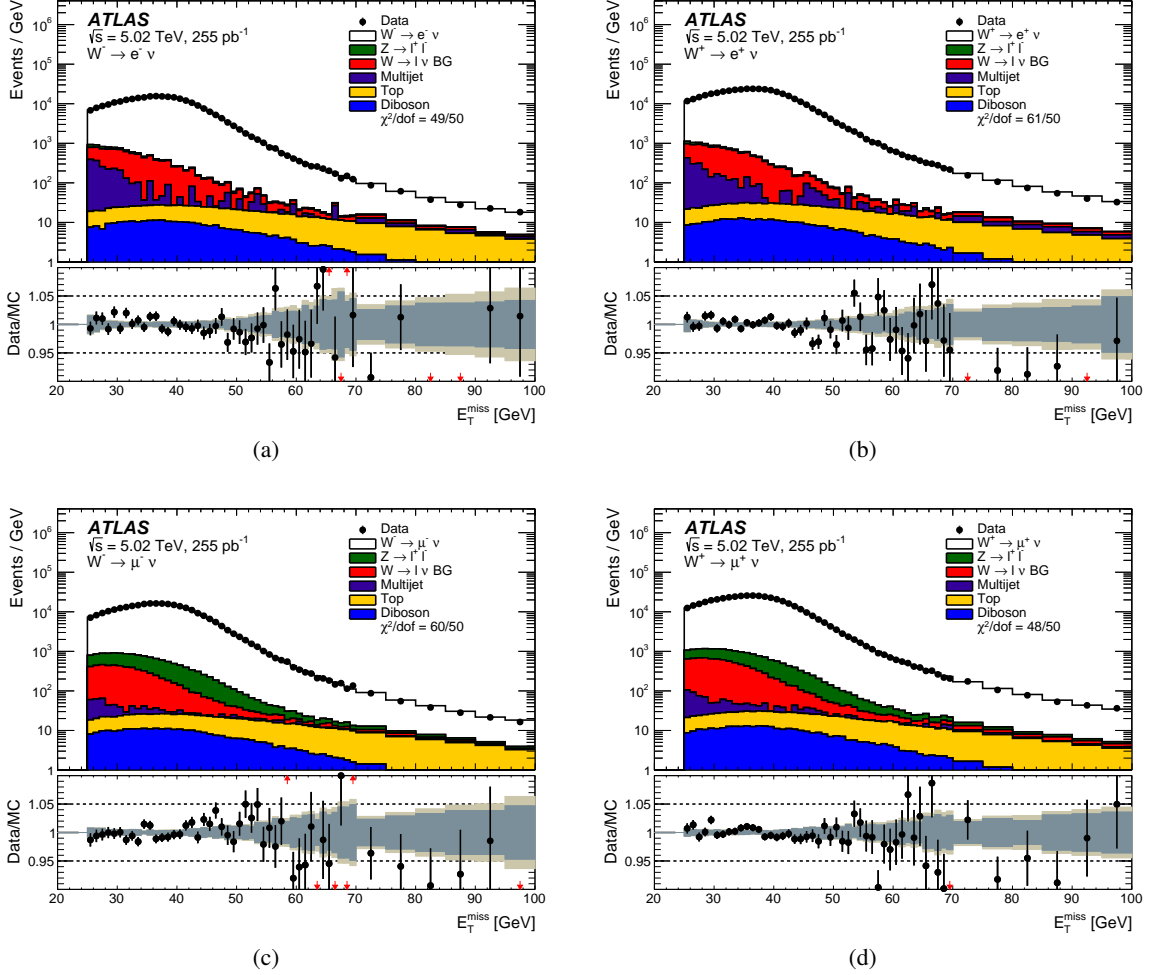 ATLAS
√s = 5.02 TeV, 255 pb⁻¹
W⁻ → e⁻ ν
Data
W⁻ → e⁻ ν
Z → l⁺ l⁻
W → l ν BG
Multijet
Top
Diboson
χ²/dof = 49/50
Events / GeV
10⁶
10⁵
10⁴
10³
10²
10
1
Data/MC
1.05
1
0.95
20 30 40 50 60 70 80 90 100
E_T^miss [GeV]
(a)
ATLAS
√s = 5.02 TeV, 255 pb⁻¹
W⁺ → e⁺ ν
Data
W⁺ → e⁺ ν
Z → l⁺ l⁻
W → l ν BG
Multijet
Top
Diboson
χ²/dof = 61/50
Events / GeV
10⁶
10⁵
10⁴
10³
10²
10
1
Data/MC
1.05
1
0.95
20 30 40 50 60 70 80 90 100
E_T^miss [GeV]
(b)
ATLAS
√s = 5.02 TeV, 255 pb⁻¹
W⁻ → μ⁻ ν
Data
W⁻ → μ⁻ ν
Z → l⁺ l⁻
W → l ν BG
Multijet
Top
Diboson
χ²/dof = 60/50
Events / GeV
10⁶
10⁵
10⁴
10³
10²
10
1
Data/MC
1.05
1
0.95
20 30 40 50 60 70 80 90 100
E_T^miss [GeV]
(c)
ATLAS
√s = 5.02 TeV, 255 pb⁻¹
W⁺ → μ⁺ ν
Data
W⁺ → μ⁺ ν
Z → l⁺ l⁻
W → l ν BG
Multijet
Top
Diboson
χ²/dof = 48/50
Events / GeV
10⁶
10⁵
10⁴
10³
10²
10
1
Data/MC
1.05
1
0.95
20 30 40 50 60 70 80 90 100
E_T^miss [GeV]
(d)